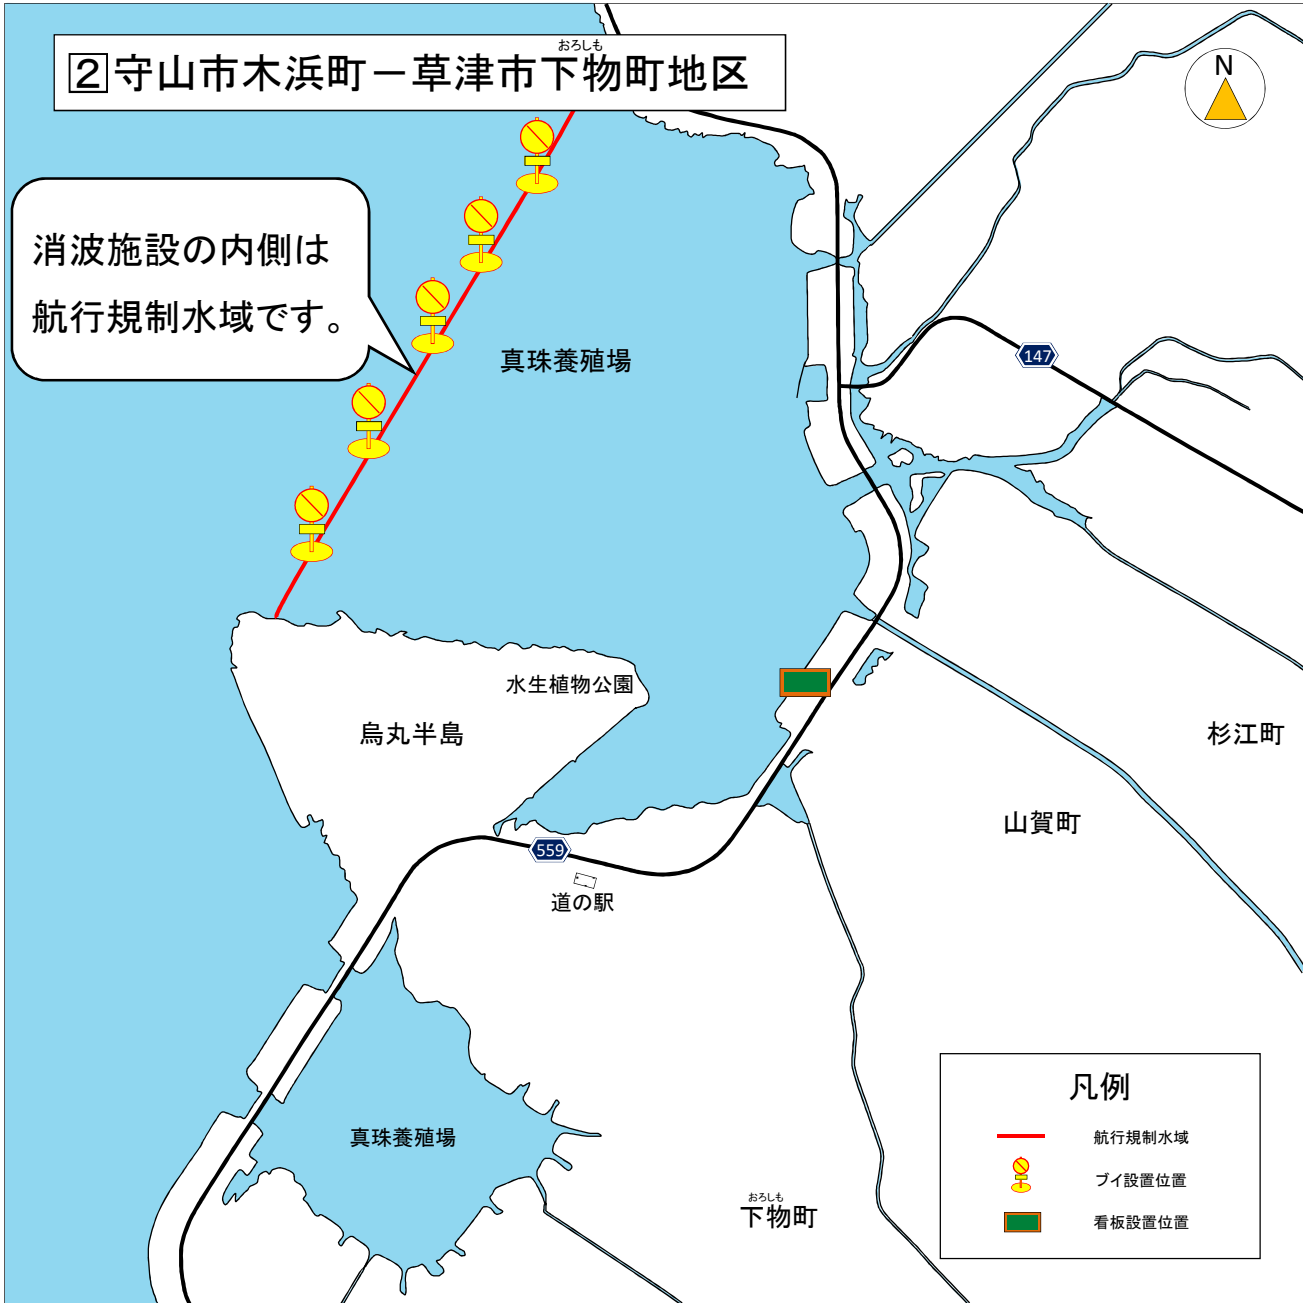 おろしも
2守山市木浜町－草津市下物町地区
N
消波施設の内側は
航行規制水域です。
真珠養殖場
147
水生植物公園
烏丸半島
杉江町
山賀町
559
道の駅
真珠養殖場
おろしも
下物町
凡例
航行規制水域
ブイ設置位置
看板設置位置